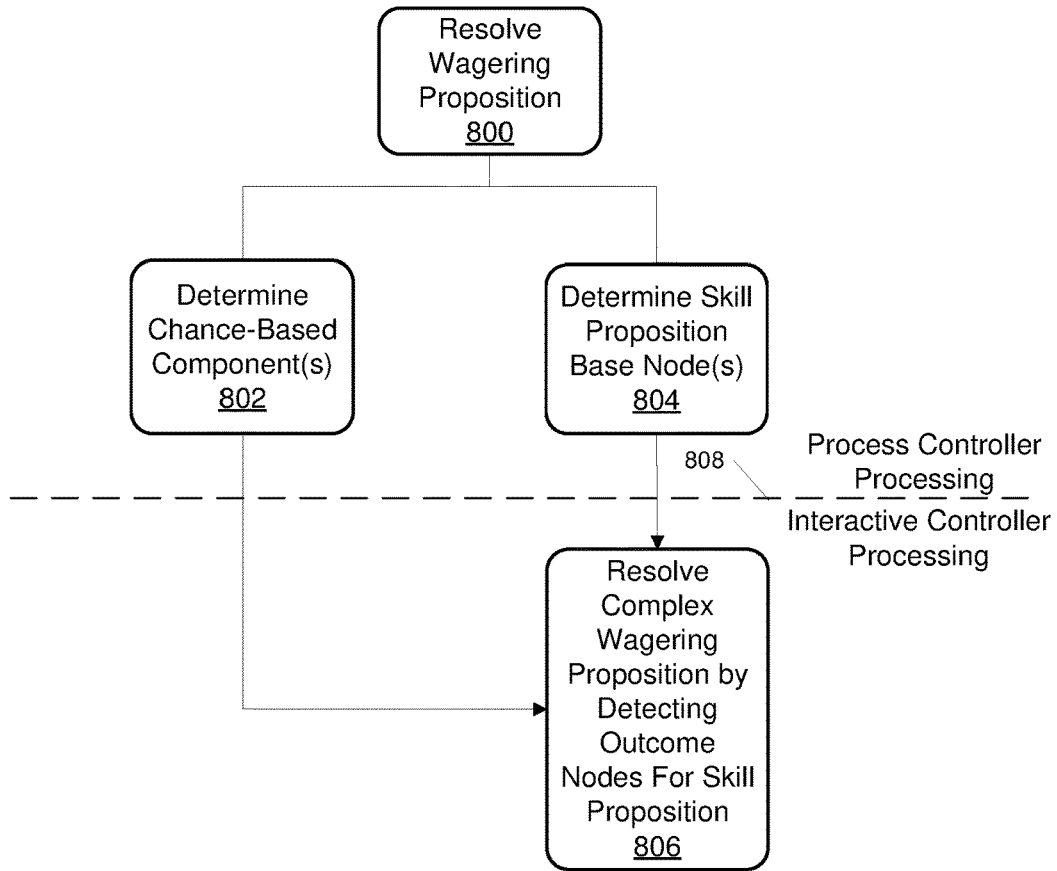 Resolve
Wagering
Proposition
800
Determine
Chance-Based
Component(s)
802
Determine Skill
Proposition
Base Node(s)
804
808
Process Controller
Processing
Interactive Controller
Processing
Resolve
Complex
Wagering
Proposition by
Detecting
Outcome
Nodes For Skill
Proposition
806